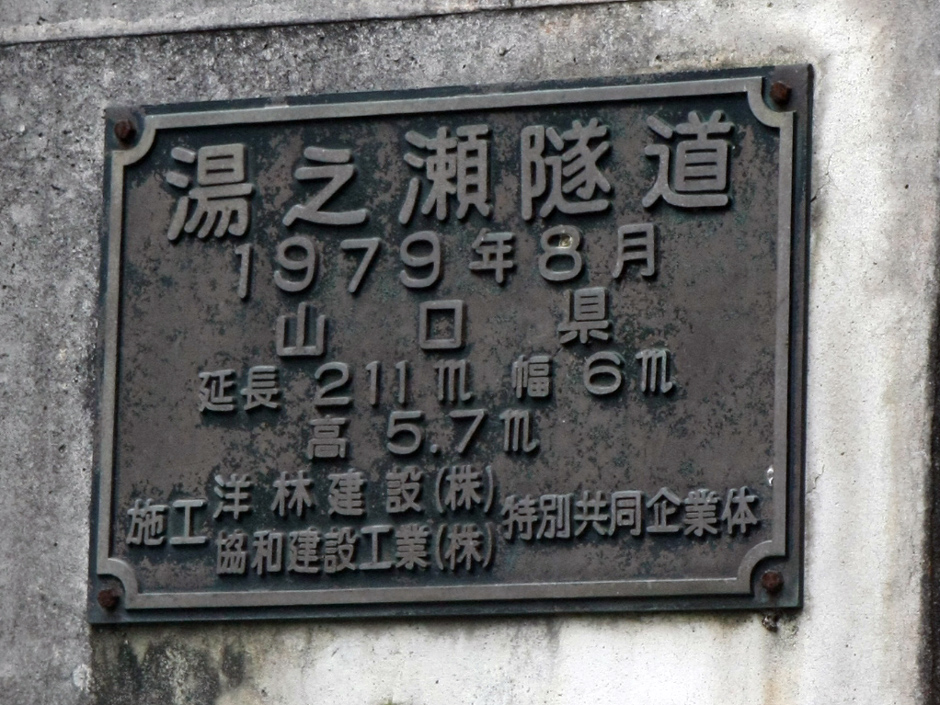 湯之瀬隧道
1979年8月
山口県
延長 211m 幅 6m
高 5.7m
施工 洋林建設(株) 特別共同企業体
協和建設工業(株)